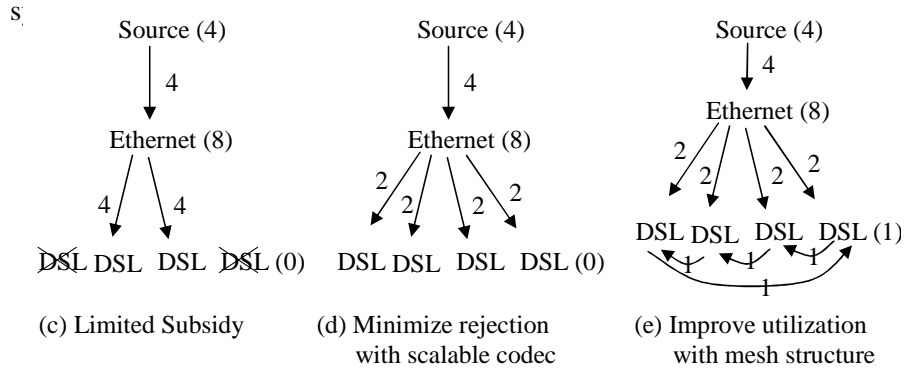 Source (4)
4
Ethernet (8)
4 4
DSL DSL DSL DSL (0)
(c) Limited Subsidy
Source (4)
4
Ethernet (8)
2 2 2 2
DSL DSL DSL DSL (0)
(d) Minimize rejection
with scalable codec
Source (4)
4
Ethernet (8)
2 2 2 2
DSL DSL DSL DSL (1)
1 1 1
1
(e) Improve utilization
with mesh structure